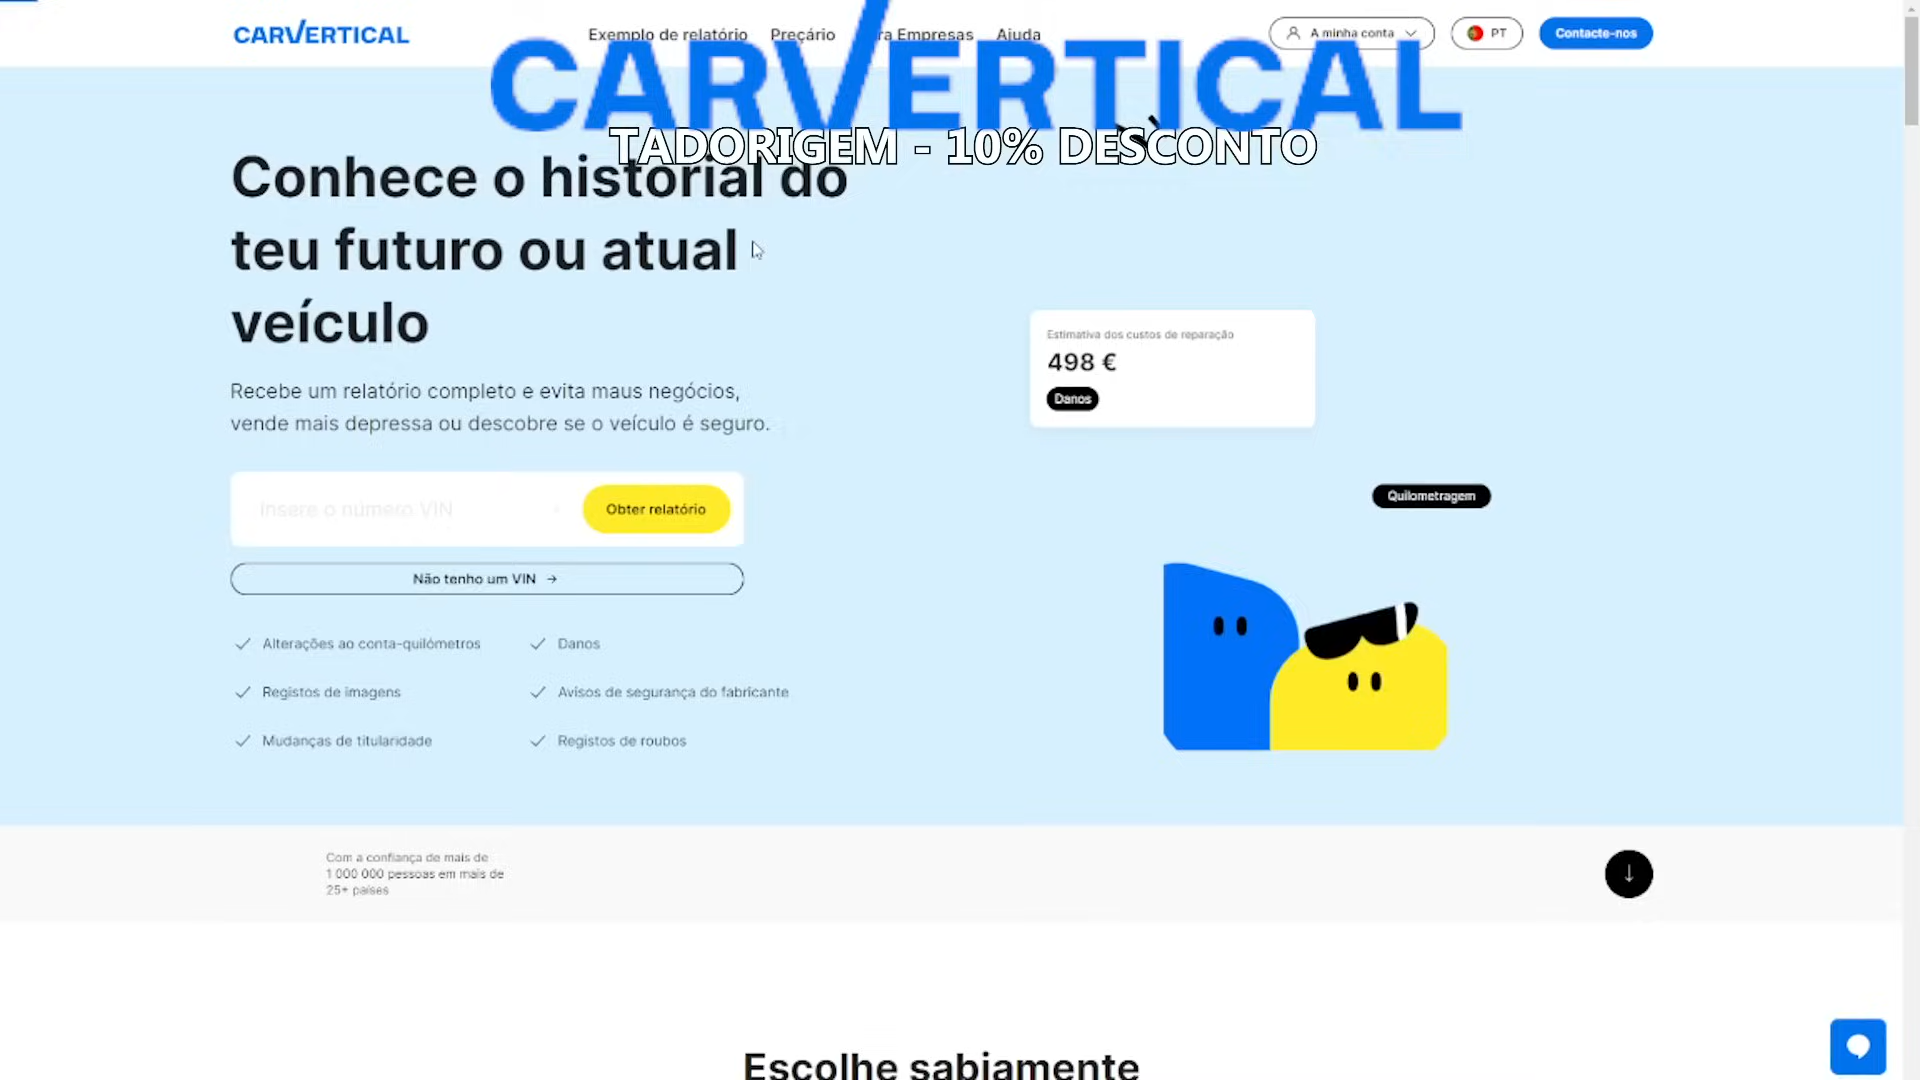 CARVERTICAL
Exemplo de relatório
Preçário
ra Empresas
Ajuda
A minha conta
PT
Contacte-nos
CARVERTICAL
TADORIGEM - 10% DESCONTO
Conhece o historial do
teu futuro ou atual
veículo
Recebe um relatório completo e evita maus negócios,
vende mais depressa ou descobre se o veículo é seguro.
Insere o número VIN
Obter relatório
Não tenho um VIN →
Alterações ao conta-quilómetros
Danos
Registos de imagens
Avisos de segurança do fabricante
Mudanças de titularidade
Registos de roubos
Estimativa dos custos de reparação
498 €
Danos
Quilometragem
Com a confiança de mais de
1 000 000 pessoas em mais de
25+ países
Escolhe sabiamente